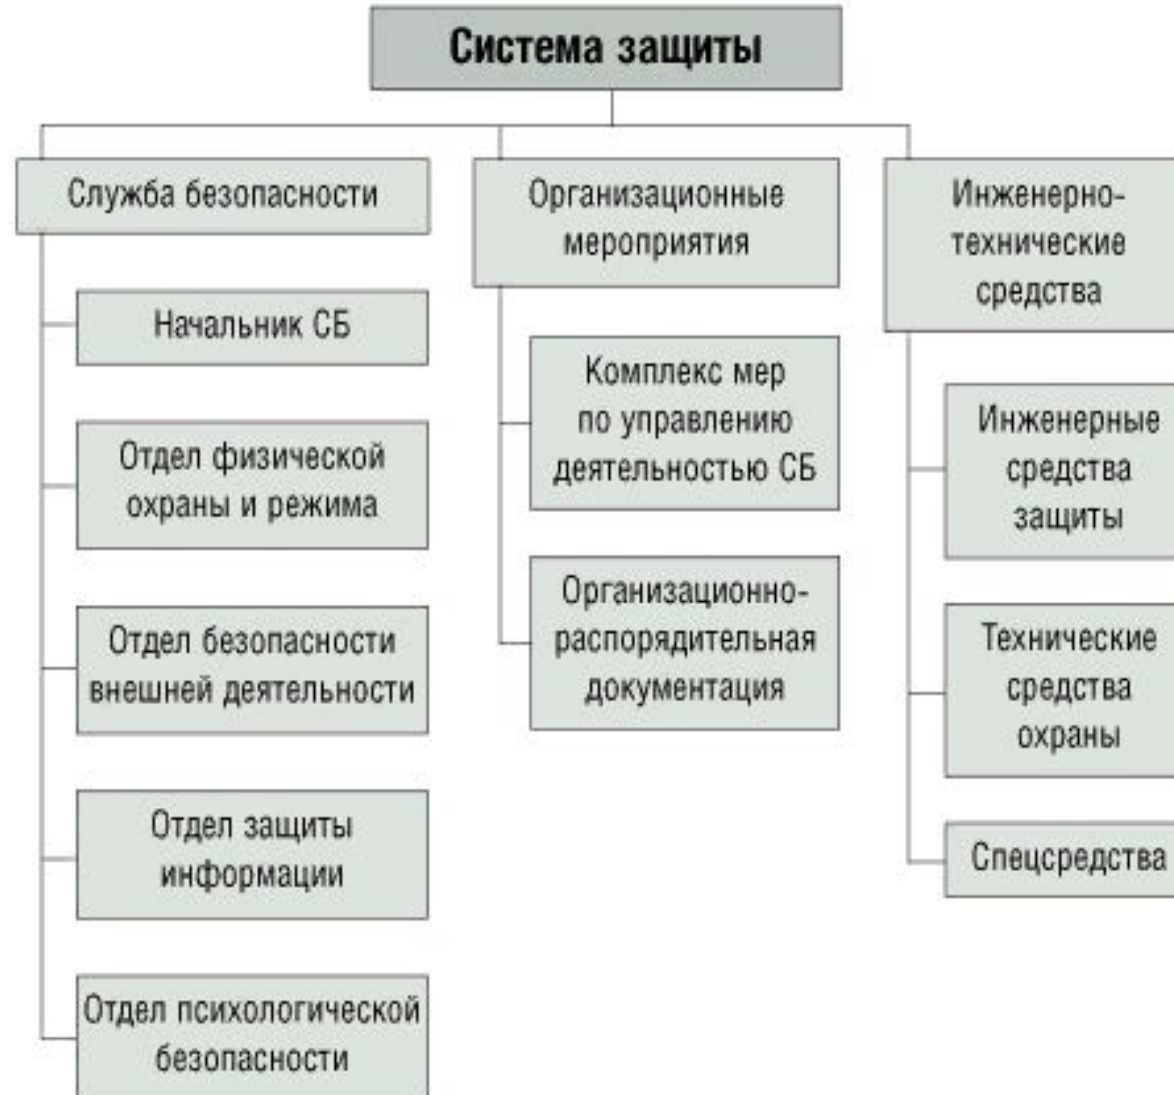 Система защиты
Служба безопасности
Начальник СБ
Отдел физической
охраны и режима
Отдел безопасности
внешней деятельности
Отдел защиты
информации
Отдел психологической
безопасности
Организационные
мероприятия
Комплекс мер
по управлению
деятельностью СБ
Организационно-
распорядительная
документация
Инженерно-
технические
средства
Инженерные
средства
защиты
Технические
средства
охраны
Спецсредства